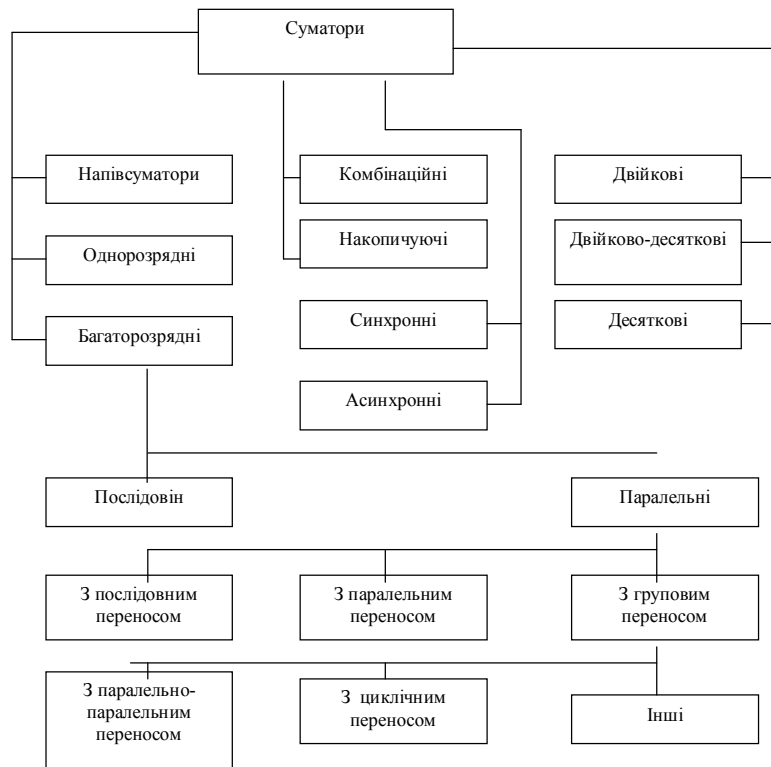 Суматори
Напівсуматори
Комбінаційні
Двійкові
Однорозрядні
Накопичуючі
Двійково-десяткові
Багаторозрядні
Синхронні
Десяткові
Асинхронні
Послідовін
Паралельні
З послідовним
переносом
З паралельним
переносом
З груповим
переносом
З паралельно-
паралельним
переносом
З циклічним
переносом
Інші